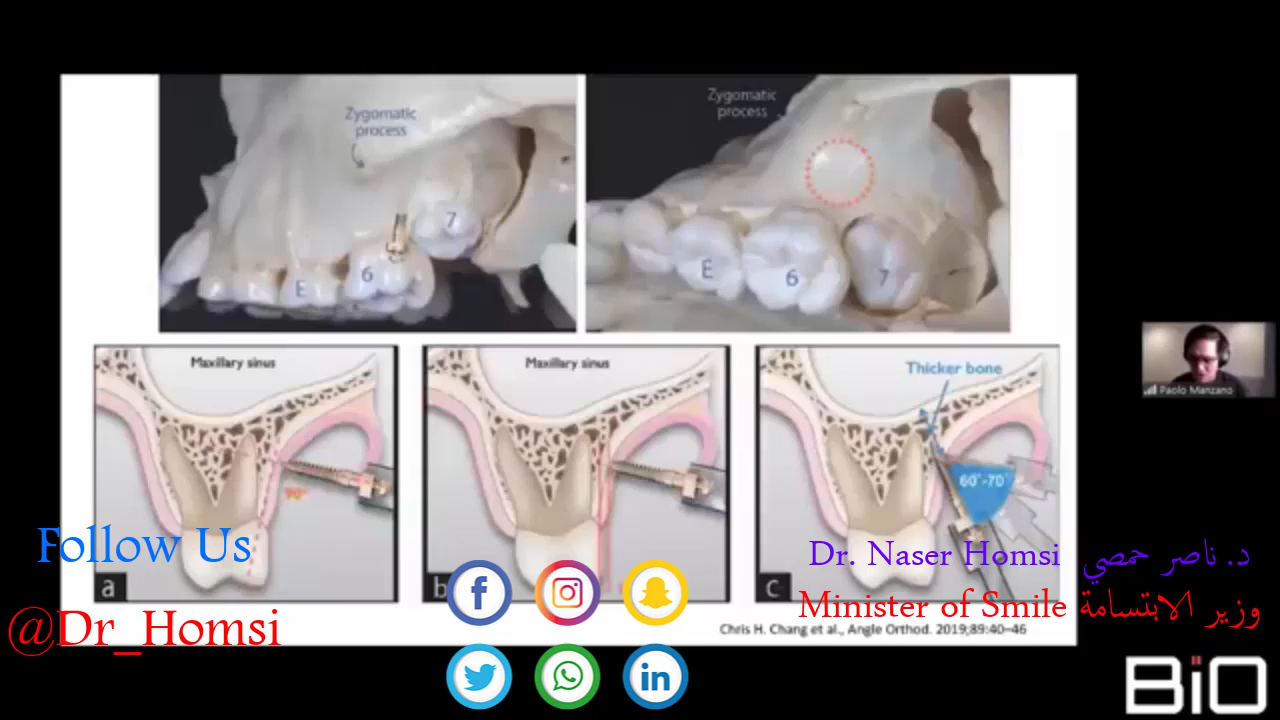 Zygomatic
process
E
6
7
Zygomatic
process
E
6
7
Maxillary sinus
90°
a
Maxillary sinus
b
Thicker bone
60°-70°
c
Paolo Manzano
Follow Us
@Dr_Homsi
Dr. Naser Homsi د. ناصر حمصي
Minister of Smile وزير الابتسامة
Chris H. Chang et al., Angle Orthod. 2019;89:40–46
f
in
BiO